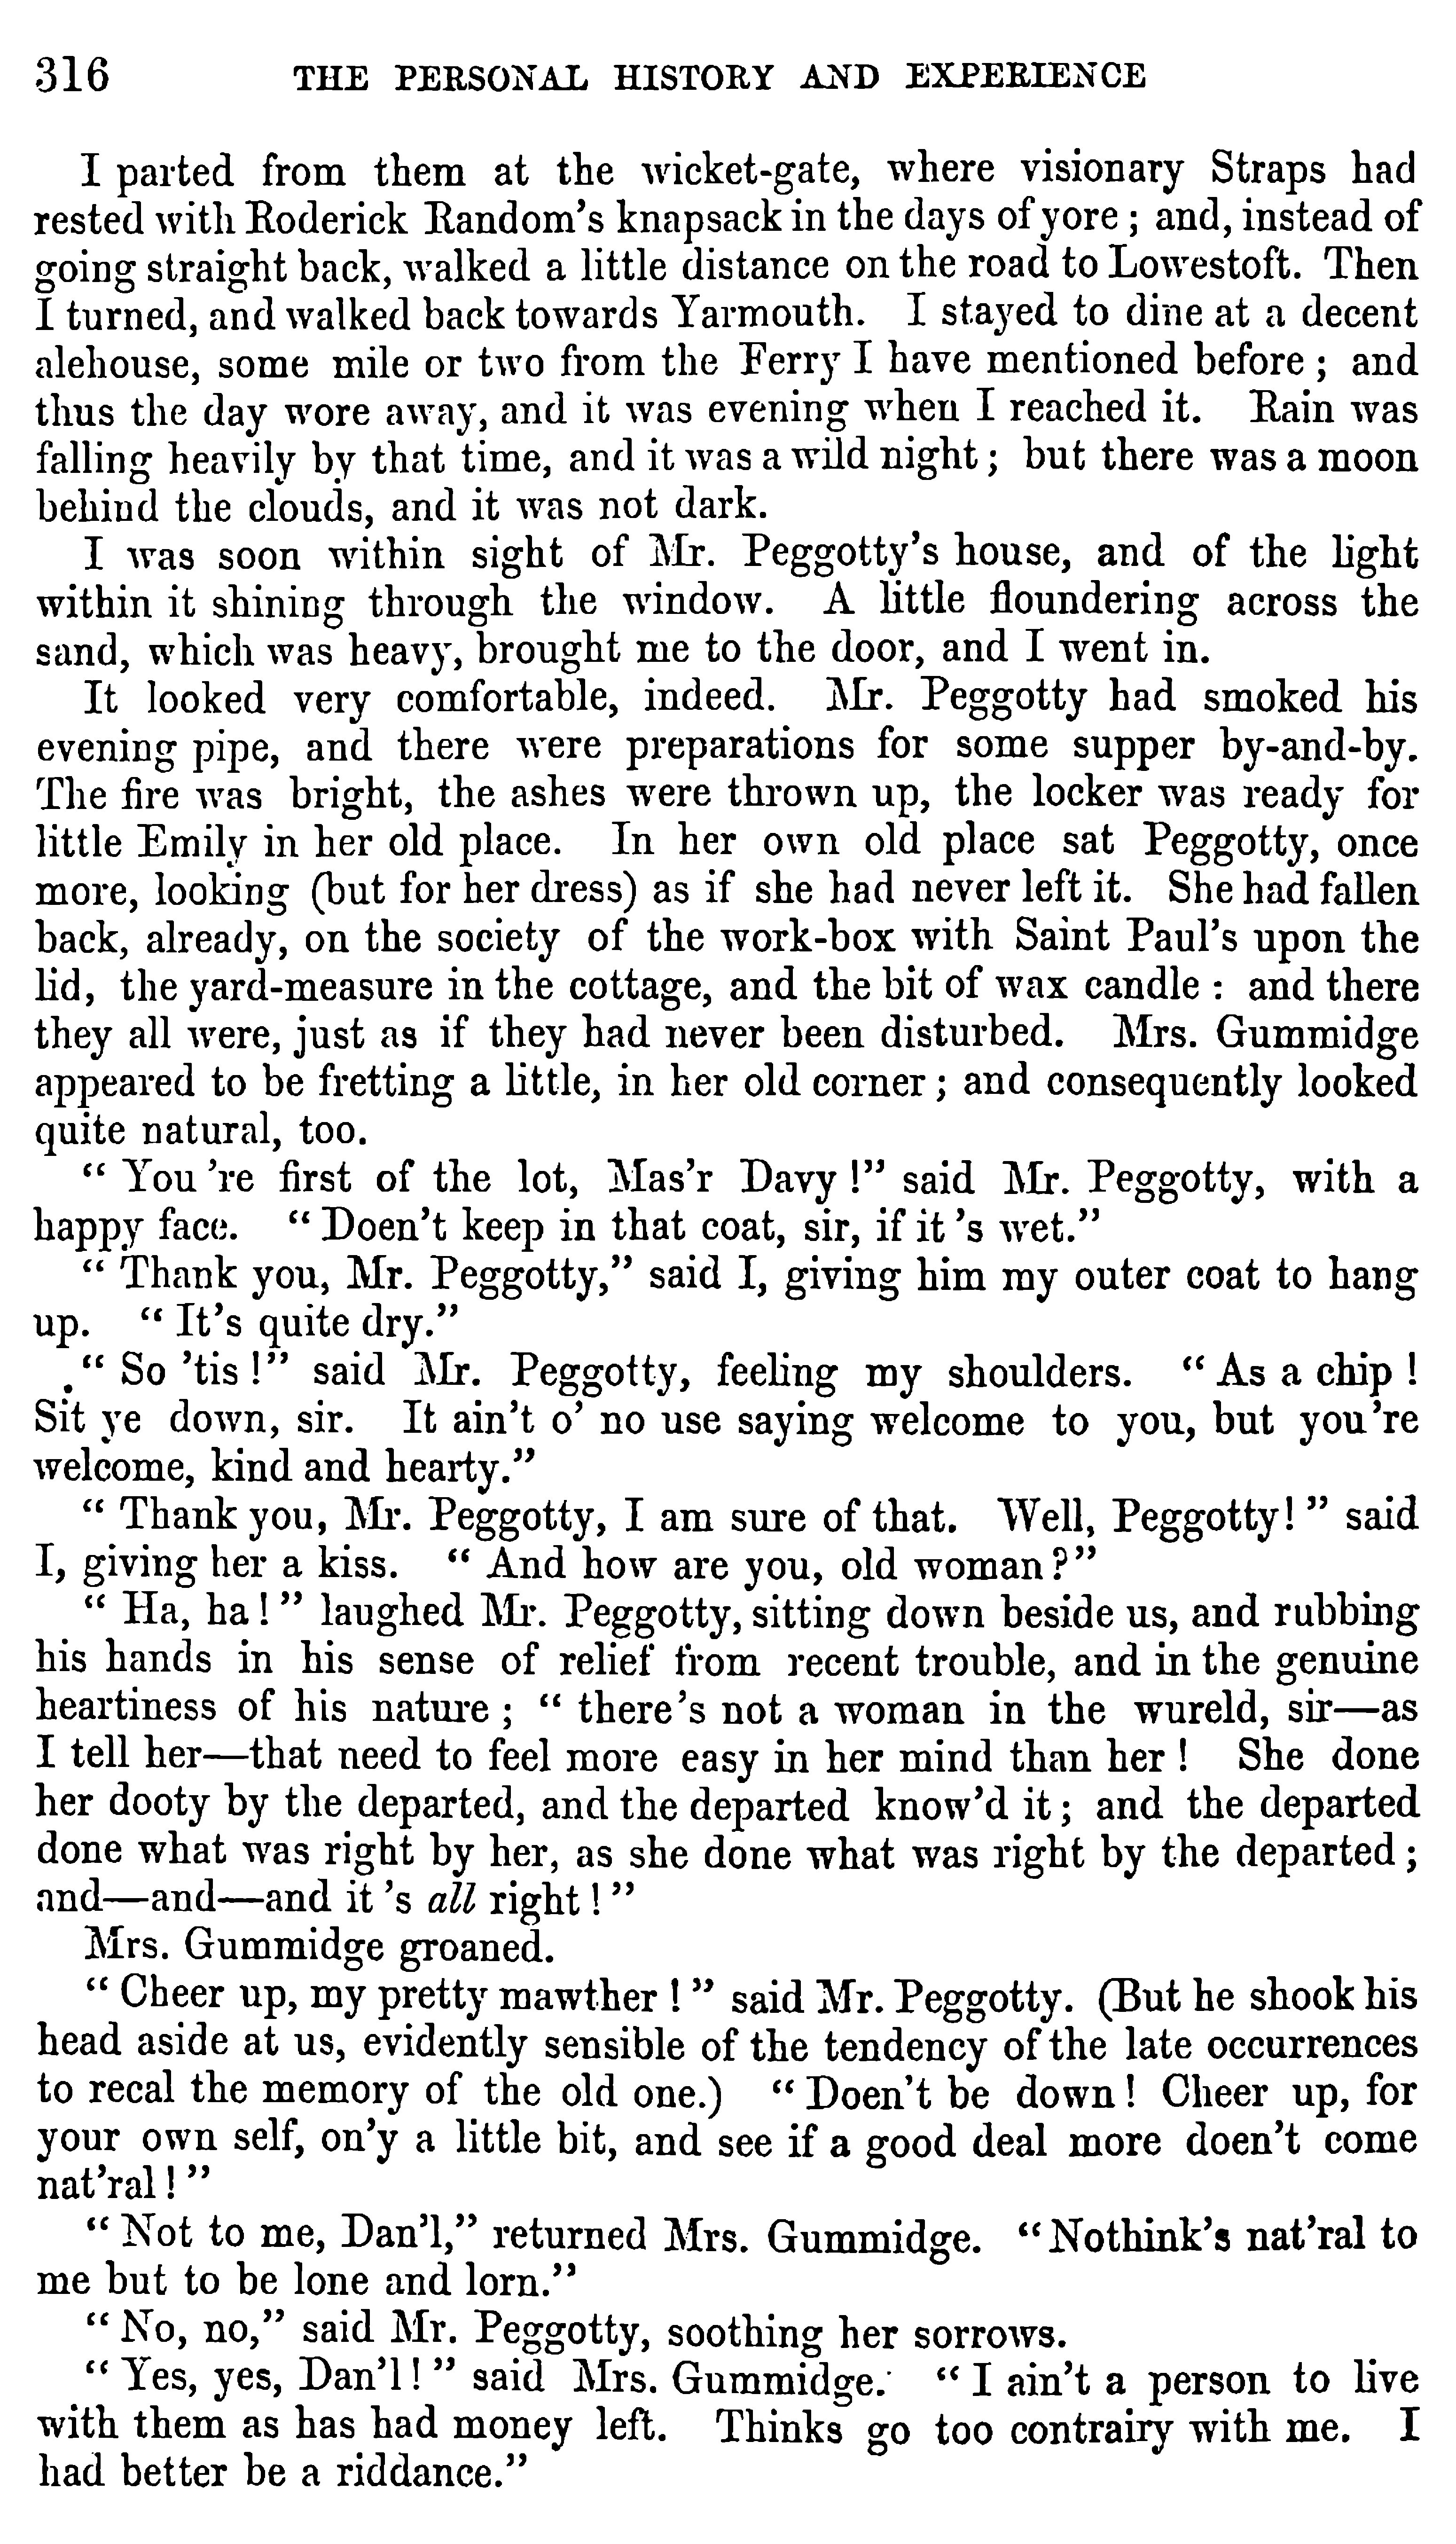 316 THE PERSONAL HISTORY AND EXPERIENCE
I parted from them at the wicket-gate, where visionary Straps had
rested with Roderick Random's knapsack in the days of yore; and, instead of
going straight back, walked a little distance on the road to Lowestoft. Then
I turned, and walked back towards Yarmouth. I stayed to dine at a decent
alehouse, some mile or two from the Ferry I have mentioned before; and
thus the day wore away, and it was evening when I reached it. Rain was
falling heavily by that time, and it was a wild night; but there was a moon
behind the clouds, and it was not dark.
I was soon within sight of Mr. Peggotty's house, and of the light
within it shining through the window. A little floundering across the
sand, which was heavy, brought me to the door, and I went in.
It looked very comfortable, indeed. Mr. Peggotty had smoked his
evening pipe, and there were preparations for some supper by-and-by.
The fire was bright, the ashes were thrown up, the locker was ready for
little Emily in her old place. In her own old place sat Peggotty, once
more, looking (but for her dress) as if she had never left it. She had fallen
back, already, on the society of the work-box with Saint Paul's upon the
lid, the yard-measure in the cottage, and the bit of wax candle: and there
they all were, just as if they had never been disturbed. Mrs. Gummidge
appeared to be fretting a little, in her old corner; and consequently looked
quite natural, too.
"You 're first of the lot, Mas'r Davy!" said Mr. Peggotty, with a
happy face. "Doen't keep in that coat, sir, if it 's wet."
"Thank you, Mr. Peggotty," said I, giving him my outer coat to hang
up. "It's quite dry."
"So 'tis!" said Mr. Peggotty, feeling my shoulders. "As a chip!
Sit ye down, sir. It ain't o' no use saying welcome to you, but you 're
welcome, kind and hearty."
"Thank you, Mr. Peggotty, I am sure of that. Well, Peggotty!" said
I, giving her a kiss. "And how are you, old woman?"
"Ha, ha!" laughed Mr. Peggotty, sitting down beside us, and rubbing
his hands in his sense of relief from recent trouble, and in the genuine
heartiness of his nature; "there 's not a woman in the wureld, sir—as
I tell her—that need to feel more easy in her mind than her! She done
her dooty by the departed, and the departed know'd it; and the departed
done what was right by her, as she done what was right by the departed;
and—and—and it 's all right!"
Mrs. Gummidge groaned.
"Cheer up, my pretty mawther!" said Mr. Peggotty. (But he shook his
head aside at us, evidently sensible of the tendency of the late occurrences
to recal the memory of the old one.) "Doen't be down! Cheer up, for
your own self, on'y a little bit, and see if a good deal more doen't come
nat'ral!"
"Not to me, Dan'l," returned Mrs. Gummidge. "Nothink's nat'ral to
me but to be lone and lorn."
"No, no," said Mr. Peggotty, soothing her sorrows.
"Yes, yes, Dan'l!" said Mrs. Gummidge. "I ain't a person to live
with them as has had money left. Thinks go too contrairy with me. I
had better be a riddance."